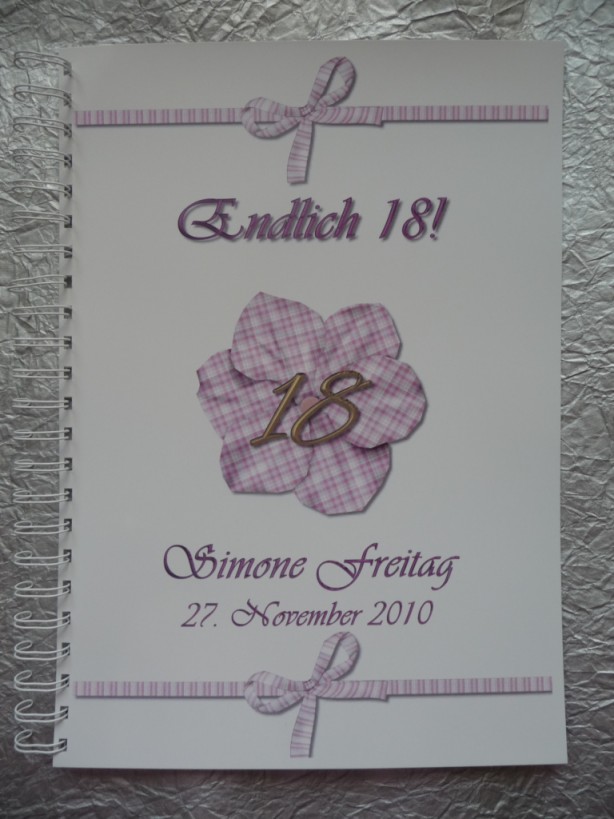 Endlich 18!
18
Simone Freitag
27. November 2010